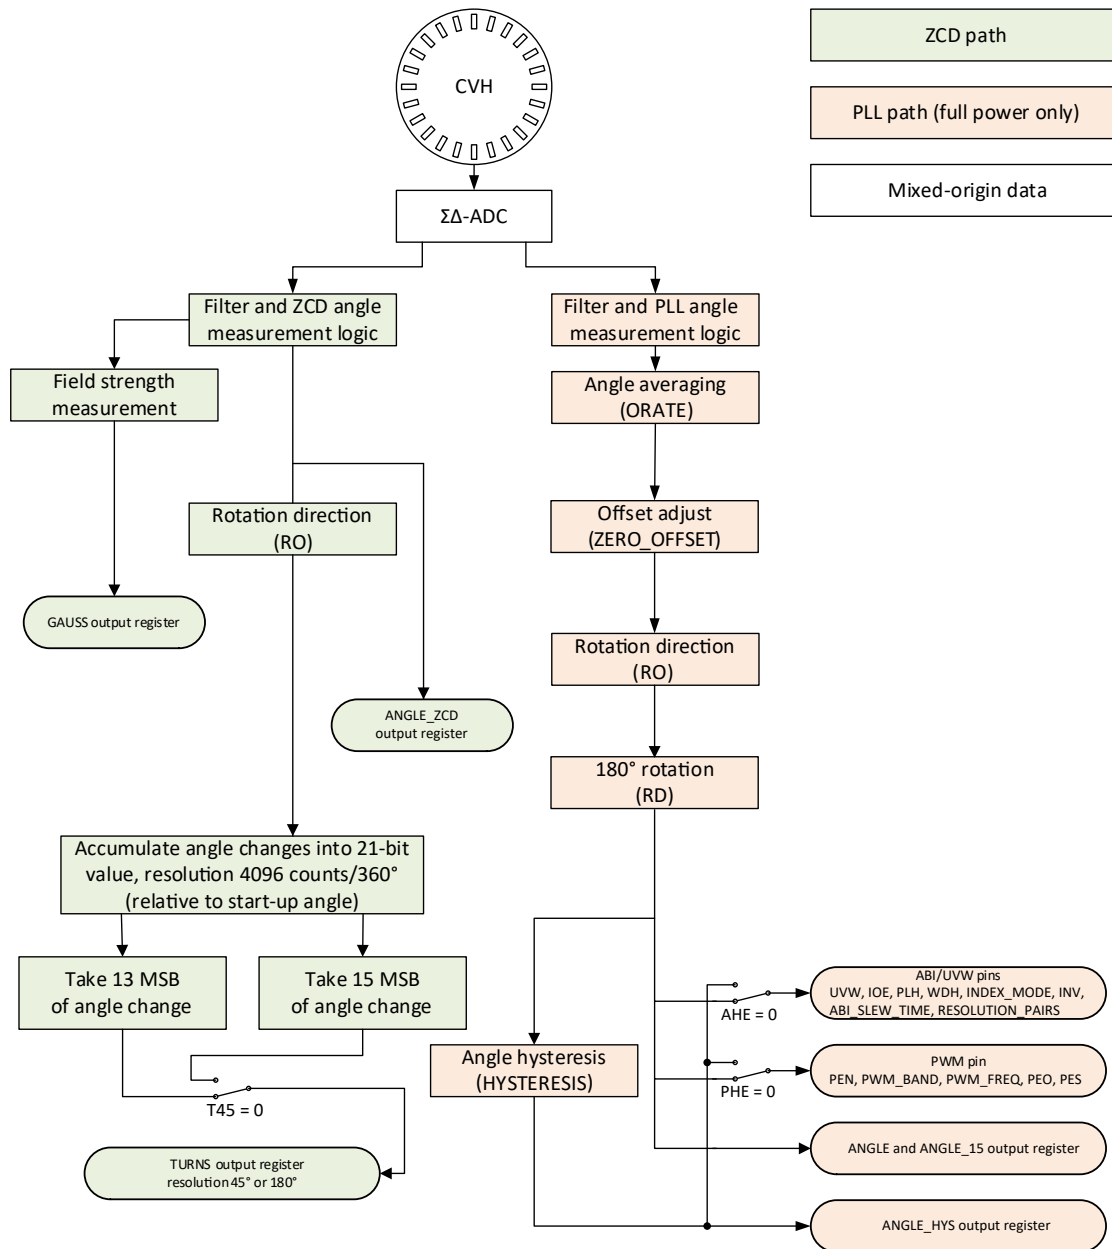 CVH
ZCD path
PLL path (full power only)
Mixed-origin data
ΣΔ-ADC
Filter and ZCD angle
measurement logic
Filter and PLL angle
measurement logic
Field strength
measurement
Angle averaging
(ORATE)
Rotation direction
(RO)
Offset adjust
(ZERO_OFFSET)
GAUSS output register
Rotation direction
(RO)
ANGLE_ZCD
output register
180° rotation
(RD)
Accumulate angle changes into 21-bit
value, resolution 4096 counts/360°
(relative to start-up angle)
Take 13 MSB
of angle change
Take 15 MSB
of angle change
ABI/UVW pins
UVW, IOE, PLH, WDH, INDEX_MODE, INV,
ABI_SLEW_TIME, RESOLUTION_PAIRS
AHE = 0
Angle hysteresis
(HYSTERESIS)
PWM pin
PEN, PWM_BAND, PWM_FREQ, PEO, PES
PHE = 0
T45 = 0
ANGLE and ANGLE_15 output register
TURNS output register
resolution 45° or 180°
ANGLE_HYS output register